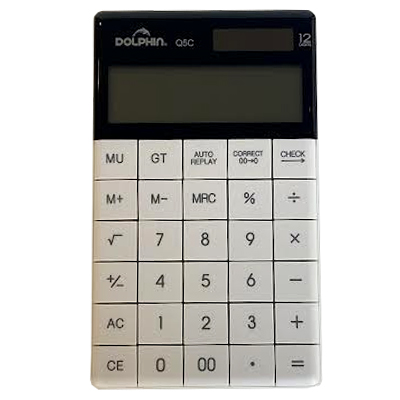 DOLPHIN. Q5C 12
DIGITS
MU GT AUTO REPLAY CORRECT 00→0 CHECK →
M+ M− MRC % ÷
√ 7 8 9 ×
+/− 4 5 6 −
AC 1 2 3 +
CE 0 00 • =